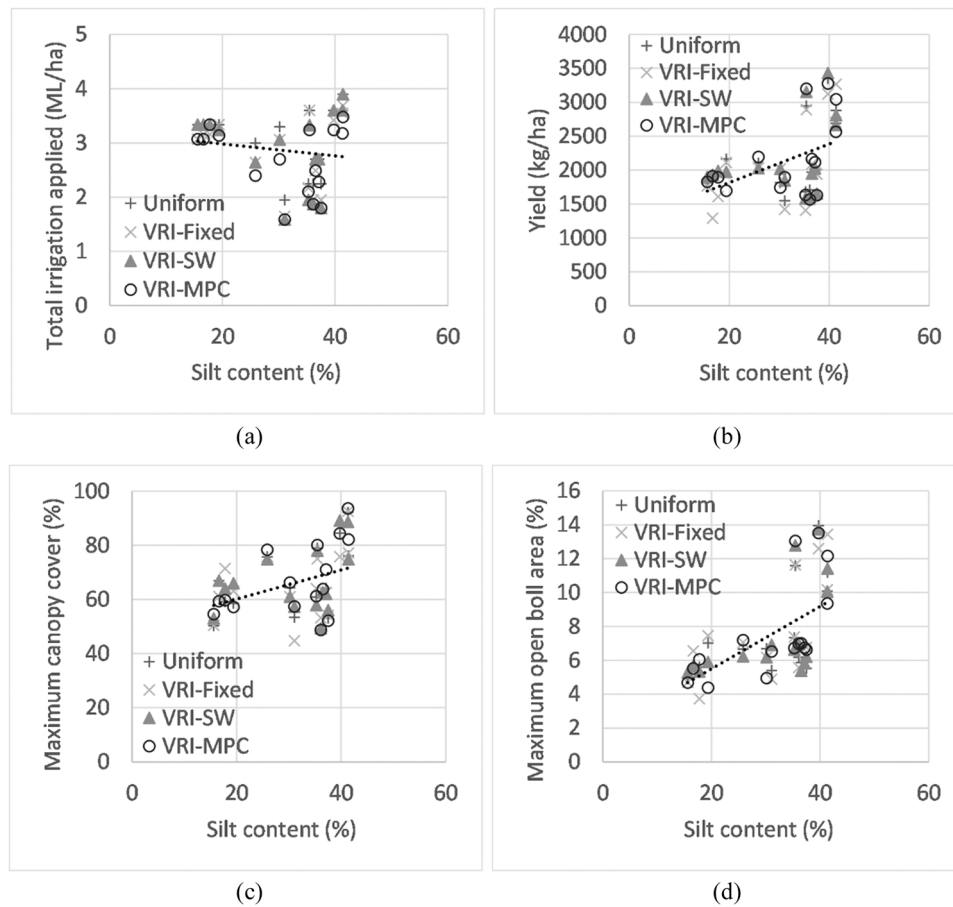 Total irrigation applied (ML/ha)
5
4
3
2
1
0
Uniform
VRI-Fixed
VRI-SW
VRI-MPC
0 20 40 60
Silt content (%)
(a)
Yield (kg/ha)
4000
3500
3000
2500
2000
1500
1000
500
0
Uniform
VRI-Fixed
VRI-SW
VRI-MPC
0 20 40 60
Silt content (%)
(b)
Maximum canopy cover (%)
100
80
60
40
20
0
Uniform
VRI-Fixed
VRI-SW
VRI-MPC
0 20 40 60
Silt content (%)
(c)
Maximum open boll area (%)
16
14
12
10
8
6
4
2
0
Uniform
VRI-Fixed
VRI-SW
VRI-MPC
0 20 40 60
Silt content (%)
(d)